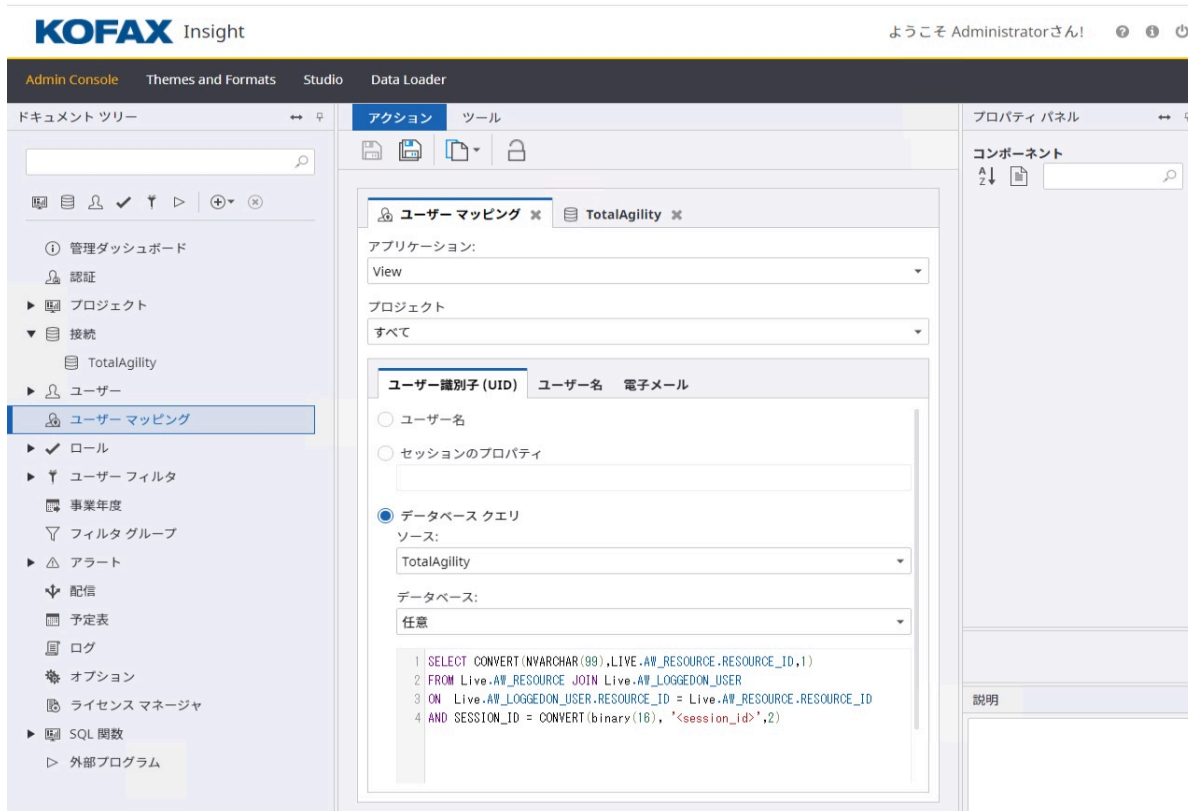 KOFAX Insight
ようこそ Administratorさん!
Admin Console Themes and Formats Studio Data Loader
ドキュメント ツリー
管理ダッシュボード
認証
プロジェクト
接続
TotalAgility
ユーザー
ユーザー マッピング
ロール
ユーザー フィルタ
事業年度
フィルタ グループ
アラート
配信
予定表
ログ
オプション
ライセンス マネージャ
SQL 関数
外部プログラム
アクション ツール
ユーザー マッピング TotalAgility
アプリケーション:
View
プロジェクト
すべて
ユーザー識別子 (UID) ユーザー名 電子メール
ユーザー名
セッションのプロパティ
データベース クエリ
ソース:
TotalAgility
データベース:
任意
1 SELECT CONVERT(NVARCHAR(99),LIVE.AW_RESOURCE.RESOURCE_ID,1)
2 FROM Live.AW_RESOURCE JOIN Live.AW_LOGGEDON_USER
3 ON Live.AW_LOGGEDON_USER.RESOURCE_ID = Live.AW_RESOURCE.RESOURCE_ID
4 AND SESSION_ID = CONVERT(binary(16), '<session_id>',2)
プロパティ パネル
コンポーネント
説明